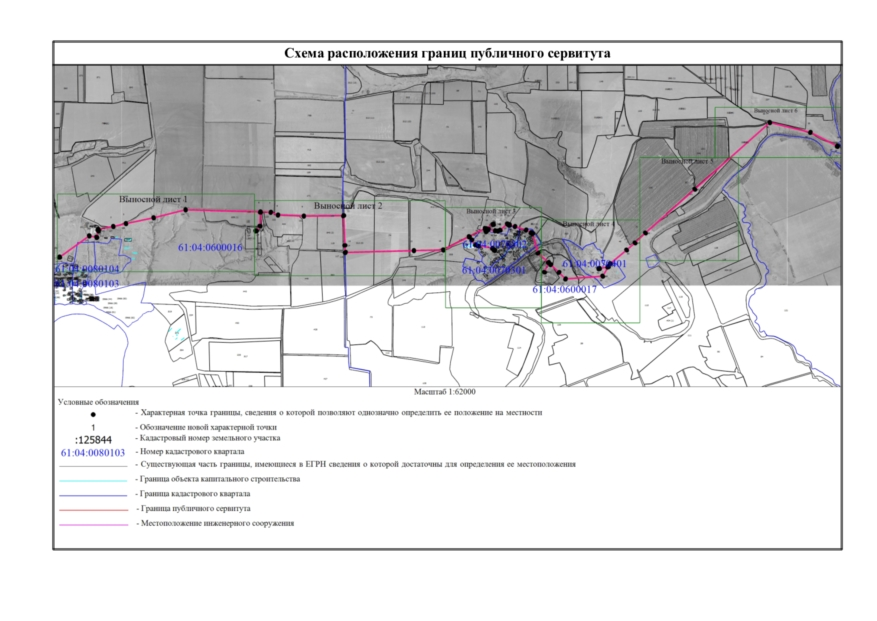 Схема расположения границ публичного сервитута
Выносной лист 6
Выносной лист 5
Выносной лист 1
Выносной лист 2
Выносной лист
Выносной лист 4
61:04:0600016
61:04:0080104
61:04:0080103
61:04:0600017
Масштаб 1:62000
Условные обозначения
- Характерная точка границы, сведения о которой позволяют однозначно определить ее положение на местности
1 - Обозначение новой характерной точки
:125844 - Кадастровый номер земельного участка
61:04:0080103 - Номер кадастрового квартала
- Существующая часть границы, имеющиеся в ЕГРН сведения о которой достаточны для определения ее местоположения
- Граница объекта капитального строительства
- Граница кадастрового квартала
- Граница публичного сервитута
- Местоположение инженерного сооружения